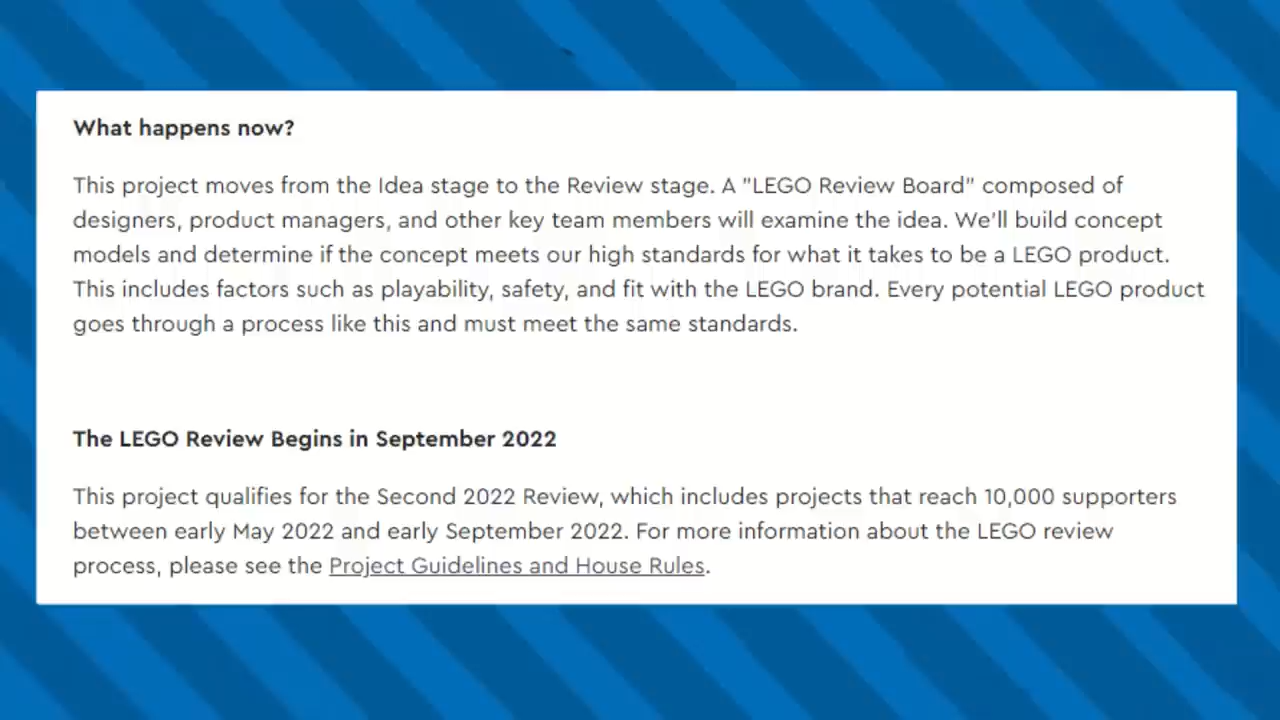 What happens now?
This project moves from the Idea stage to the Review stage. A "LEGO Review Board" composed of
designers, product managers, and other key team members will examine the idea. We'll build concept
models and determine if the concept meets our high standards for what it takes to be a LEGO product.
This includes factors such as playability, safety, and fit with the LEGO brand. Every potential LEGO product
goes through a process like this and must meet the same standards.
The LEGO Review Begins in September 2022
This project qualifies for the Second 2022 Review, which includes projects that reach 10,000 supporters
between early May 2022 and early September 2022. For more information about the LEGO review
process, please see the Project Guidelines and House Rules.